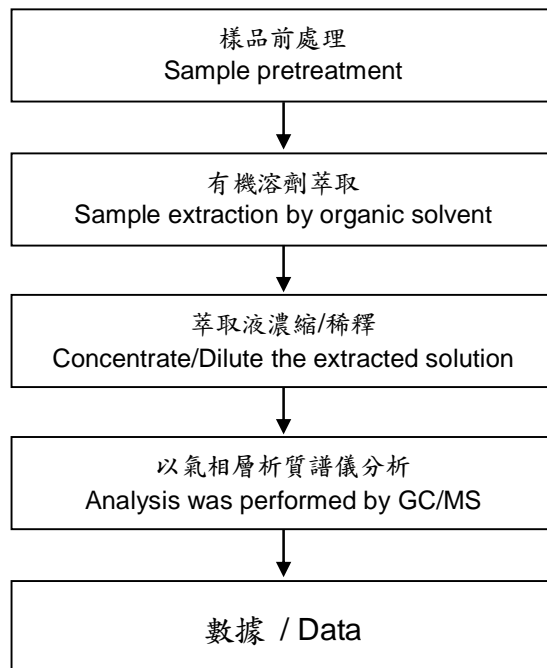 樣品前處理
Sample pretreatment
有機溶劑萃取
Sample extraction by organic solvent
萃取液濃縮/稀釋
Concentrate/Dilute the extracted solution
以氣相層析質譜儀分析
Analysis was performed by GC/MS
數據 / Data